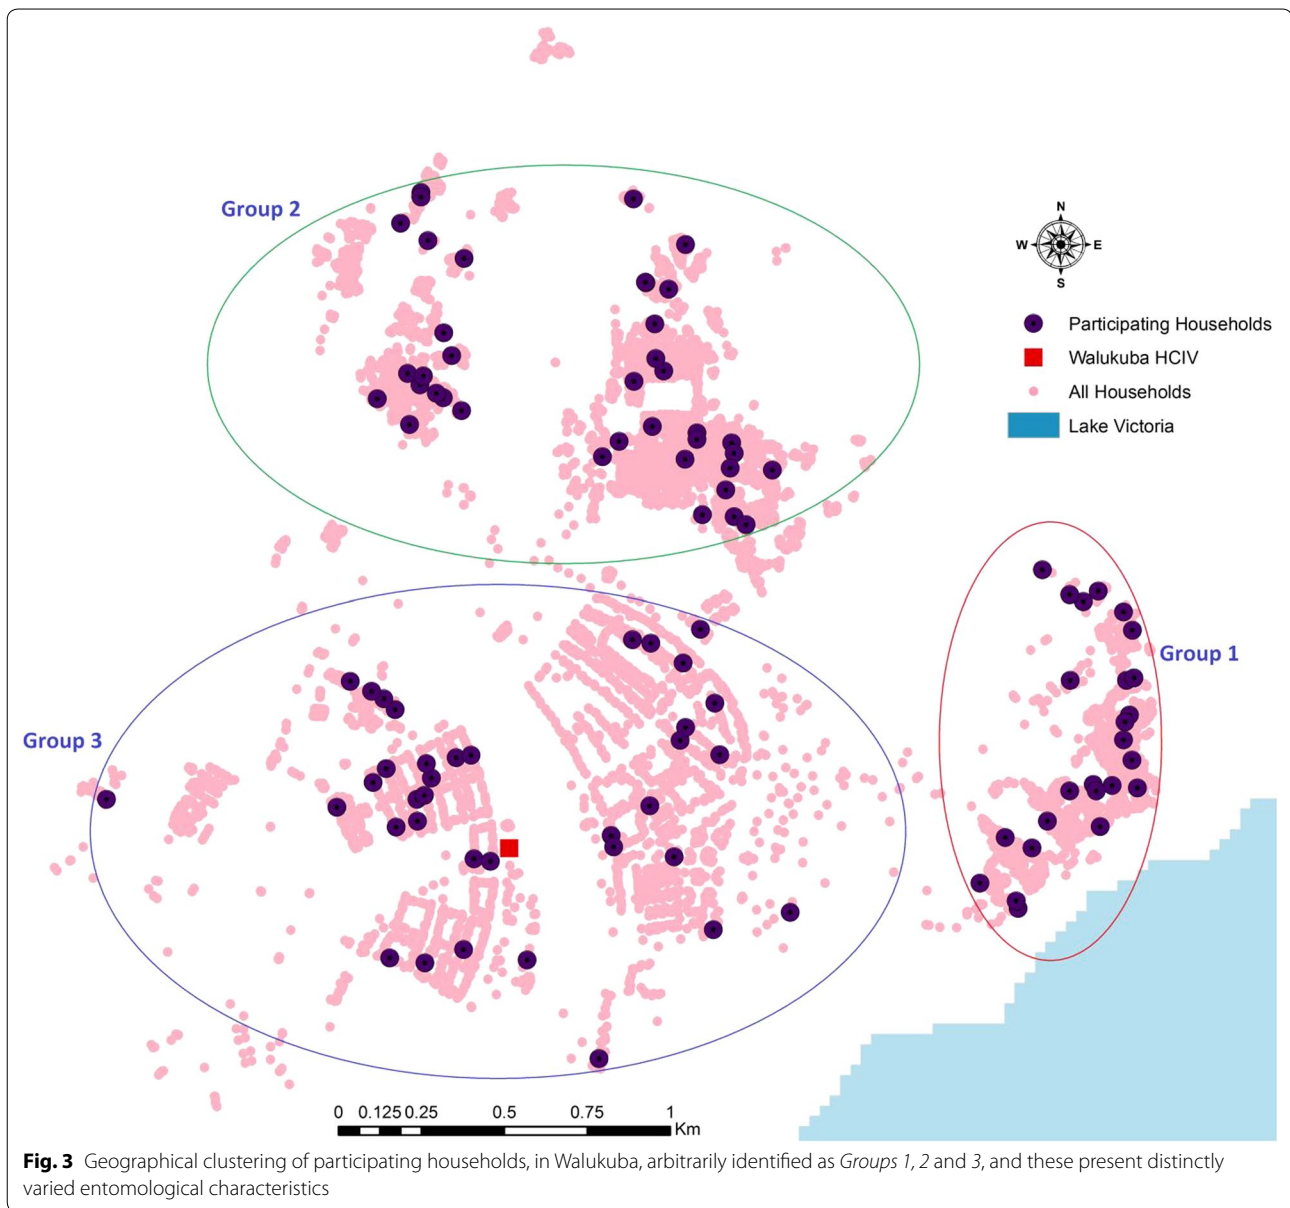 Group 2
N
W E
S
Participating Households
Walukuba HCIV
All Households
Lake Victoria
Group 1
Group 3
0 0.125 0.25 0.5 0.75 1
Km
Fig. 3 Geographical clustering of participating households, in Walukuba, arbitrarily identified as Groups 1, 2 and 3, and these present distinctly
varied entomological characteristics